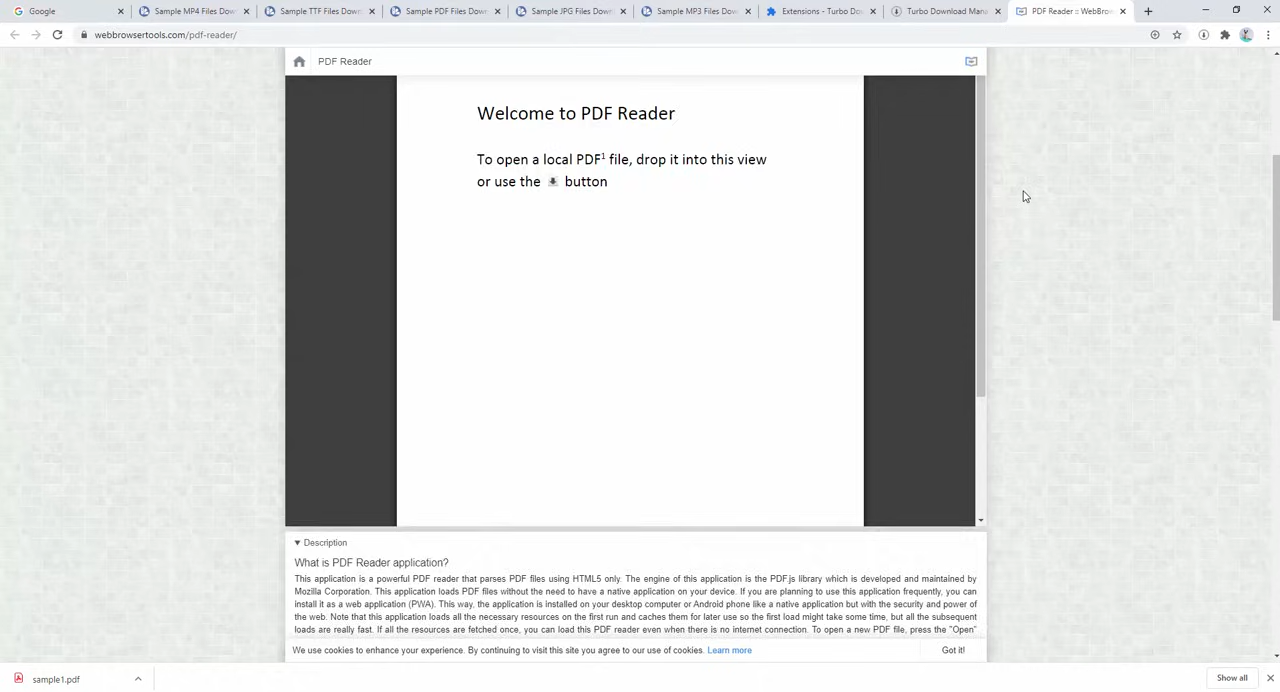 Google
Sample MP4 Files Down
Sample TTF Files Down
Sample PDF Files Down
Sample JPG Files Down
Sample MP3 Files Down
Extensions - Turbo Do
Turbo Download Mana
PDF Reader :: WebBrow
webbrowsertools.com/pdf-reader/
PDF Reader
Welcome to PDF Reader
To open a local PDF¹ file, drop it into this view
or use the button
▼ Description
What is PDF Reader application?
This application is a powerful PDF reader that parses PDF files using HTML5 only. The engine of this application is the PDF.js library which is developed and maintained by
Mozilla Corporation. This application loads PDF files without the need to have a native application on your device. If you are planning to use this application frequently, you can
install it as a web application (PWA). This way, the application is installed on your desktop computer or Android phone like a native application but with the security and power of
the web. Note that this application loads all the necessary resources on the first run and caches them for later use so the first load might take some time, but all the subsequent
loads are really fast. If all the resources are fetched once, you can load this PDF reader even when there is no internet connection. To open a new PDF file, press the "Open"
We use cookies to enhance your experience. By continuing to visit this site you agree to our use of cookies. Learn more
Got it!
sample1.pdf
Show all